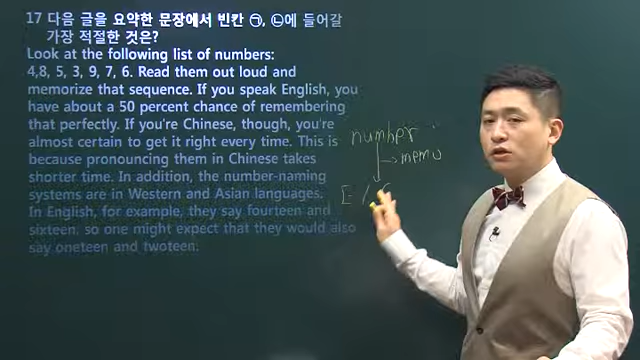 17 다음 글을 요약한 문장에서 빈칸 ㉠, ㉡에 들어갈
가장 적절한 것은?
Look at the following list of numbers:
4,8, 5, 3, 9, 7, 6. Read them out loud and
memorize that sequence. If you speak English, you
have about a 50 percent chance of remembering
that perfectly. If you're Chinese, though, you're
almost certain to get it right every time. This is
because pronouncing them in Chinese takes
shorter time. In addition, the number-naming
systems are in Western and Asian languages.
In English, for example, they say fourteen and
sixteen, so one might expect that they would also
say oneteen and twoteen.
number
memo
E /